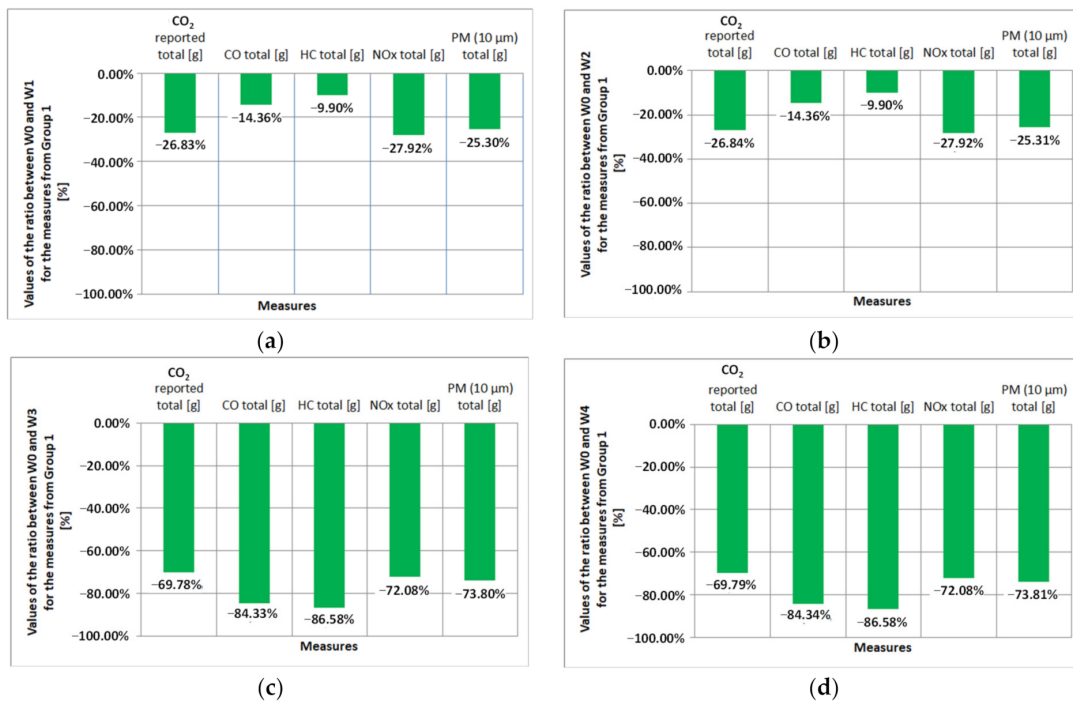 CO₂
reported
total [g]
CO total [g]
HC total [g]
NOx total [g]
PM (10 µm)
total [g]
Values of the ratio between W0 and W1
for the measures from Group 1
[%]
0.00%
−20.00%
−40.00%
−60.00%
−80.00%
−100.00%
−26.83%
−14.36%
−9.90%
−27.92%
−25.30%
Measures
(a)
CO₂
reported
total [g]
CO total [g]
HC total [g]
NOx total [g]
PM (10 µm)
total [g]
Values of the ratio between W0 and W2
for the measures from Group 1
[%]
0.00%
−20.00%
−40.00%
−60.00%
−80.00%
−100.00%
−26.84%
−14.36%
−9.90%
−27.92%
−25.31%
Measures
(b)
CO₂
reported
total [g]
CO total [g]
HC total [g]
NOx total [g]
PM (10 µm)
total [g]
Values of the ratio between W0 and W3
for the measures from Group 1
[%]
0.00%
−20.00%
−40.00%
−60.00%
−80.00%
−100.00%
−69.78%
−84.33%
−86.58%
−72.08%
−73.80%
Measures
(c)
CO₂
reported
total [g]
CO total [g]
HC total [g]
NOx total [g]
PM (10 µm)
total [g]
Values of the ratio between W0 and W4
for the measures from Group 1
[%]
0.00%
−20.00%
−40.00%
−60.00%
−80.00%
−100.00%
−69.79%
−84.34%
−86.58%
−72.08%
−73.81%
Measures
(d)